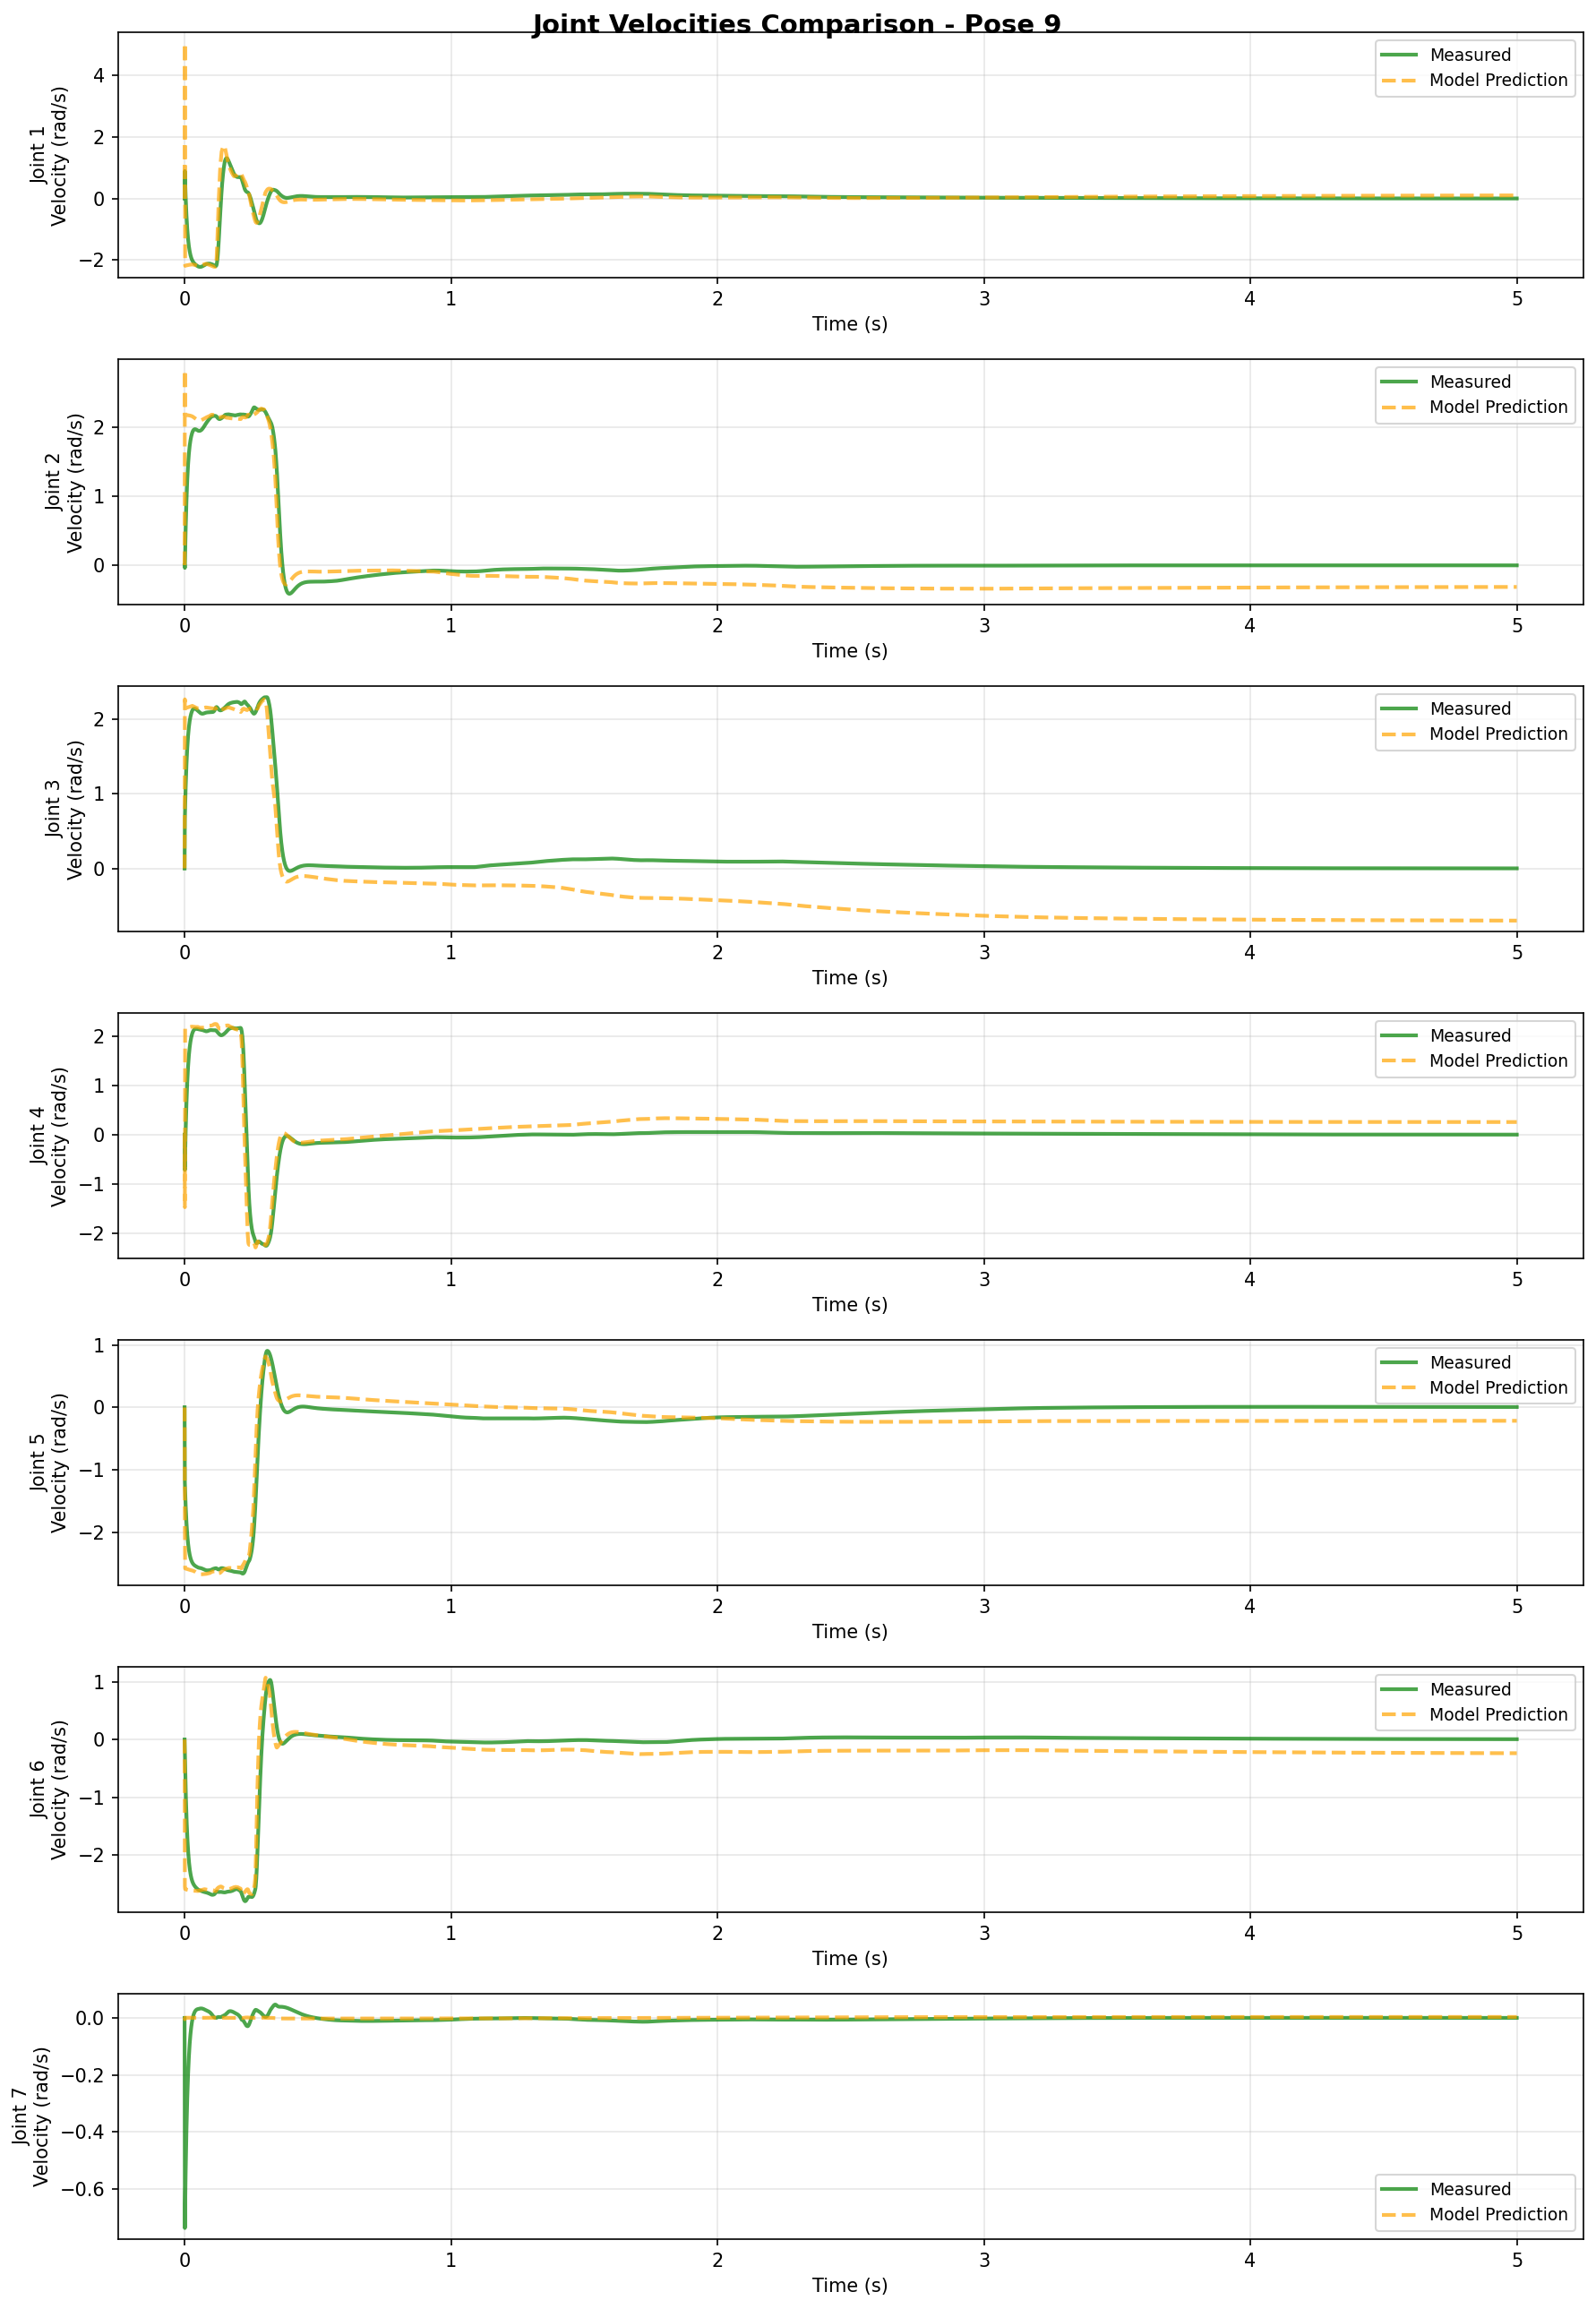 Joint Velocities Comparison - Pose 9
Joint 1
Velocity (rad/s)
4
2
0
−2
Measured
Model Prediction
0 1 2 3 4 5
Time (s)
Joint 2
Velocity (rad/s)
2
1
0
Measured
Model Prediction
0 1 2 3 4 5
Time (s)
Joint 3
Velocity (rad/s)
2
1
0
Measured
Model Prediction
0 1 2 3 4 5
Time (s)
Joint 4
Velocity (rad/s)
2
1
0
−1
−2
Measured
Model Prediction
0 1 2 3 4 5
Time (s)
Joint 5
Velocity (rad/s)
1
0
−1
−2
Measured
Model Prediction
0 1 2 3 4 5
Time (s)
Joint 6
Velocity (rad/s)
1
0
−1
−2
Measured
Model Prediction
0 1 2 3 4 5
Time (s)
Joint 7
Velocity (rad/s)
0.0
−0.2
−0.4
−0.6
Measured
Model Prediction
0 1 2 3 4 5
Time (s)